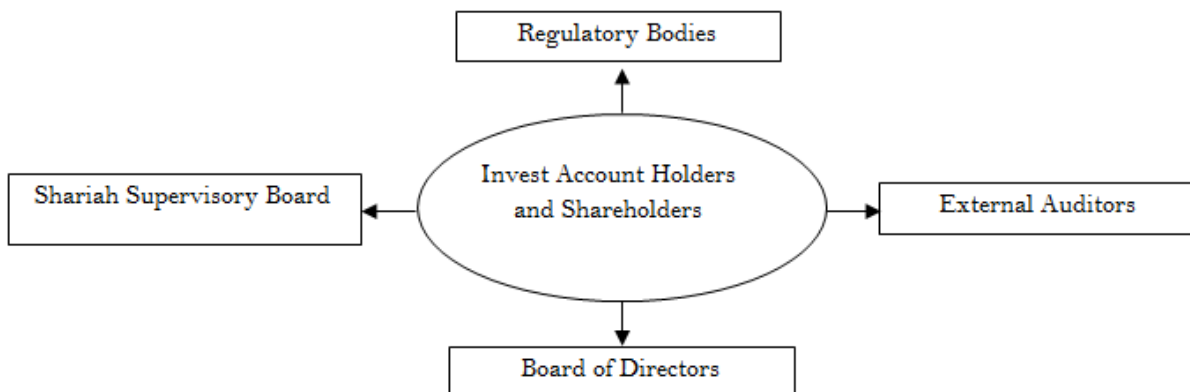 Regulatory Bodies
Shariah Supervisory Board
Invest Account Holders
and Shareholders
External Auditors
Board of Directors